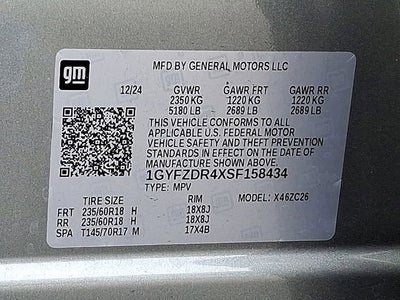 gm
MFD BY GENERAL MOTORS LLC
12/24 GVWR GAWR FRT GAWR RR
2350 KG 1220 KG 1220 KG
5180 LB 2689 LB 2689 LB
THIS VEHICLE CONFORMS TO ALL
APPLICABLE U.S. FEDERAL MOTOR
VEHICLE SAFETY AND THEFT PREVENTION
STANDARDS IN EFFECT ON THE DATE OF
MANUFACTURE SHOWN ABOVE.
1GYFZDR4XSF158434
TYPE: MPV MODEL: X46ZC26
TIRE SIZE RIM
FRT 235/60R18 H 18X8J
RR 235/60R18 H 18X8J
SPA T145/70R17 M 17X4B